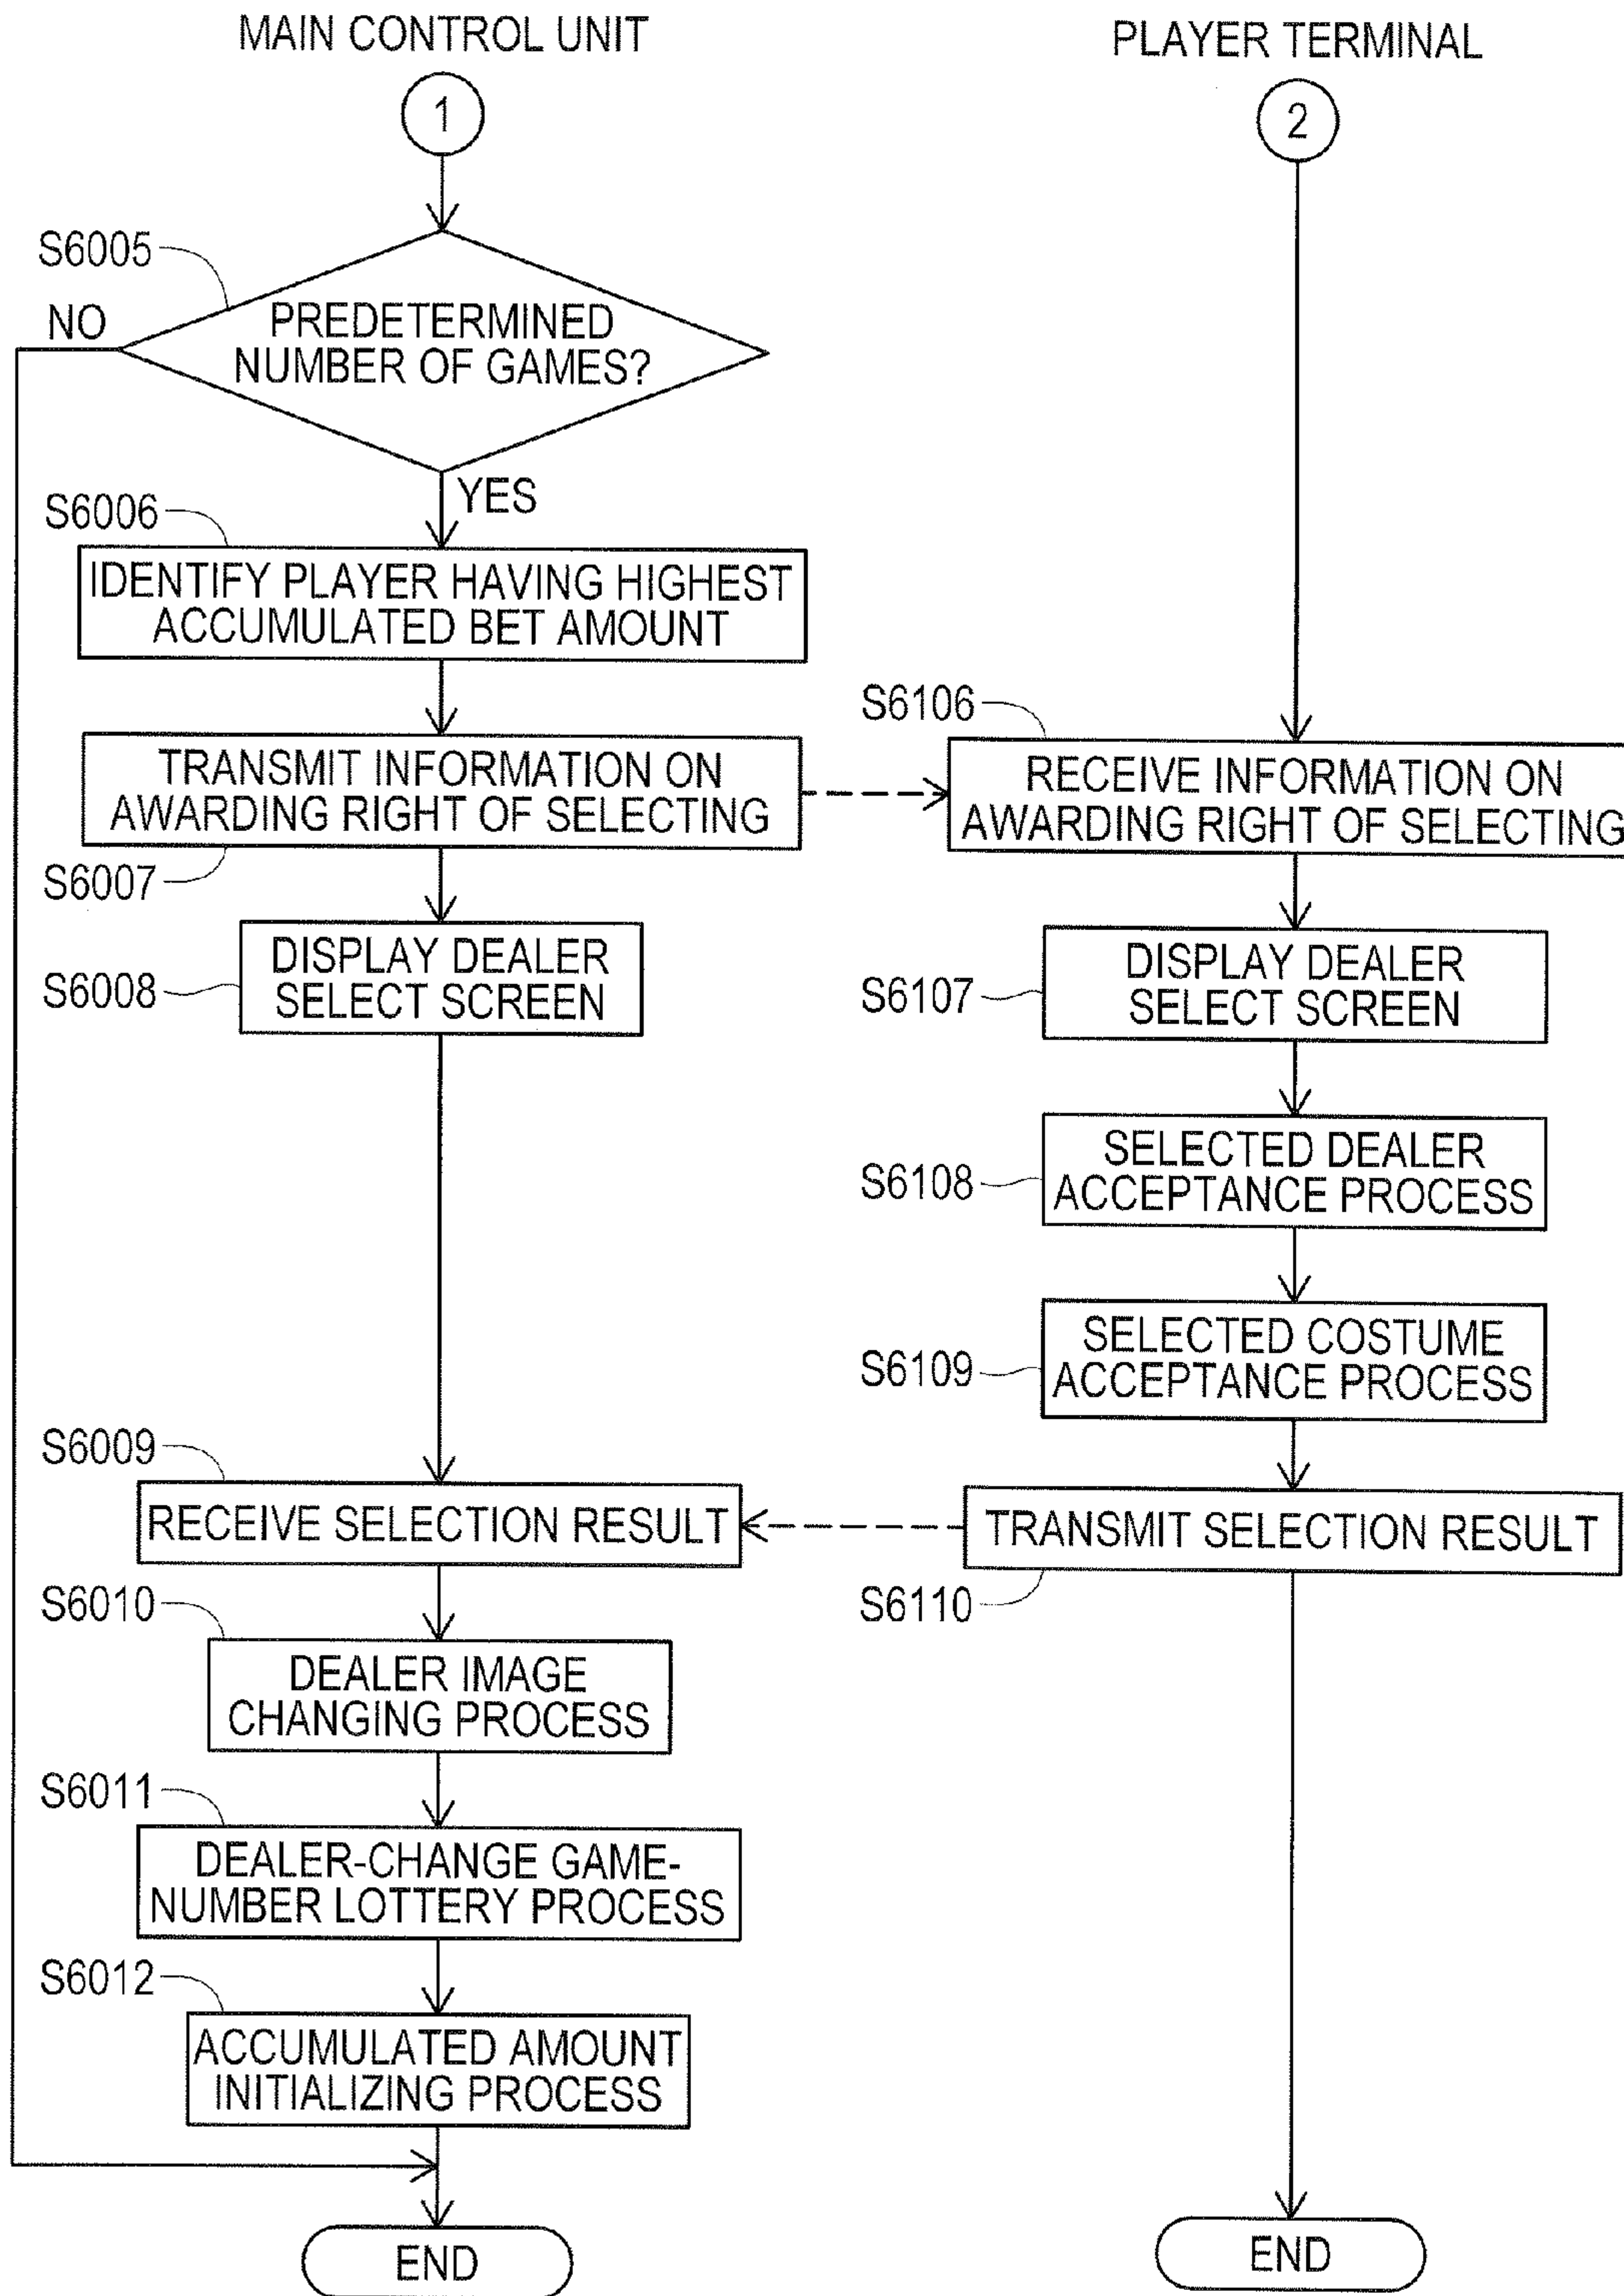 MAIN CONTROL UNIT
PLAYER TERMINAL
1
2
S6005
NO
PREDETERMINED
NUMBER OF GAMES?
YES
S6006
IDENTIFY PLAYER HAVING HIGHEST
ACCUMULATED BET AMOUNT
S6106
TRANSMIT INFORMATION ON
AWARDING RIGHT OF SELECTING
RECEIVE INFORMATION ON
AWARDING RIGHT OF SELECTING
S6007
DISPLAY DEALER
SELECT SCREEN
S6008
DISPLAY DEALER
SELECT SCREEN
S6107
SELECTED DEALER
ACCEPTANCE PROCESS
S6108
SELECTED COSTUME
ACCEPTANCE PROCESS
S6109
S6009
RECEIVE SELECTION RESULT
TRANSMIT SELECTION RESULT
S6010
S6110
DEALER IMAGE
CHANGING PROCESS
S6011
DEALER-CHANGE GAME-
NUMBER LOTTERY PROCESS
S6012
ACCUMULATED AMOUNT
INITIALIZING PROCESS
END
END